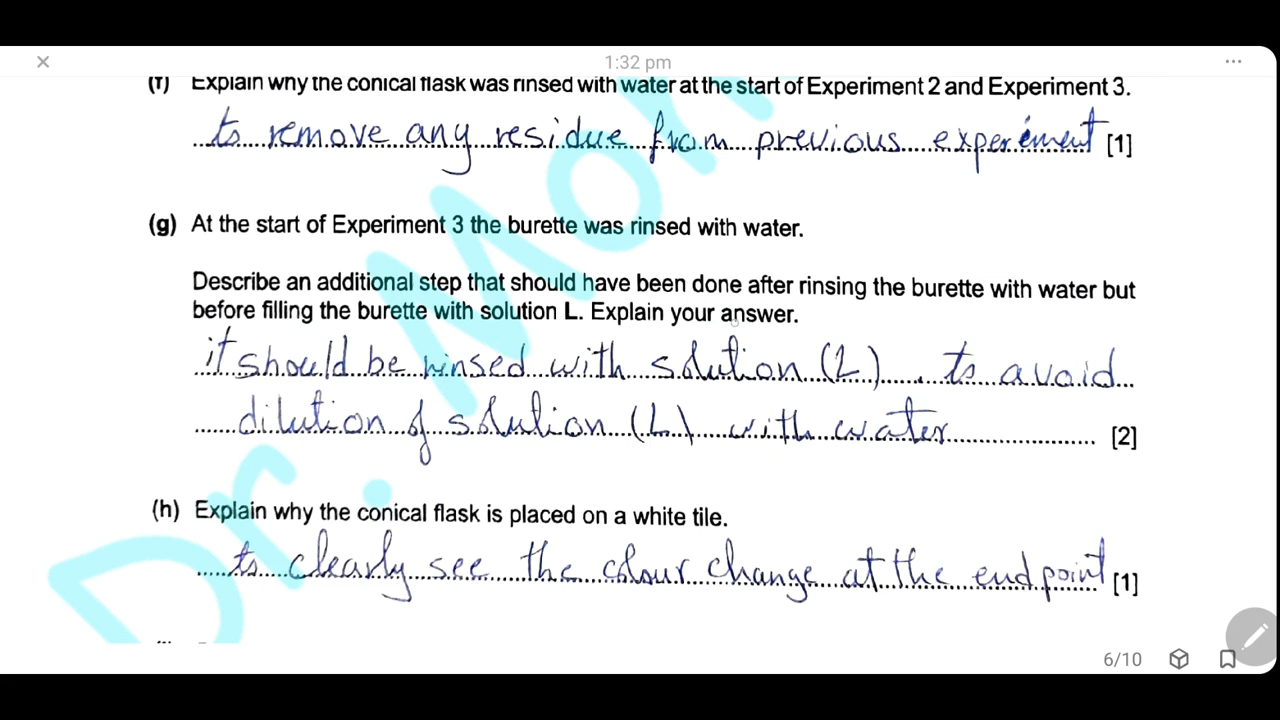 1:32 pm
(f) Explain why the conical flask was rinsed with water at the start of Experiment 2 and Experiment 3.
to remove any residue from previous experiment [1]
(g) At the start of Experiment 3 the burette was rinsed with water.
Describe an additional step that should have been done after rinsing the burette with water but
before filling the burette with solution L. Explain your answer.
it should be rinsed with solution (L) to avoid
dilution of solution (L) with water [2]
(h) Explain why the conical flask is placed on a white tile.
to clearly see the colour change at the end point [1]
Dr. Mon
6/10